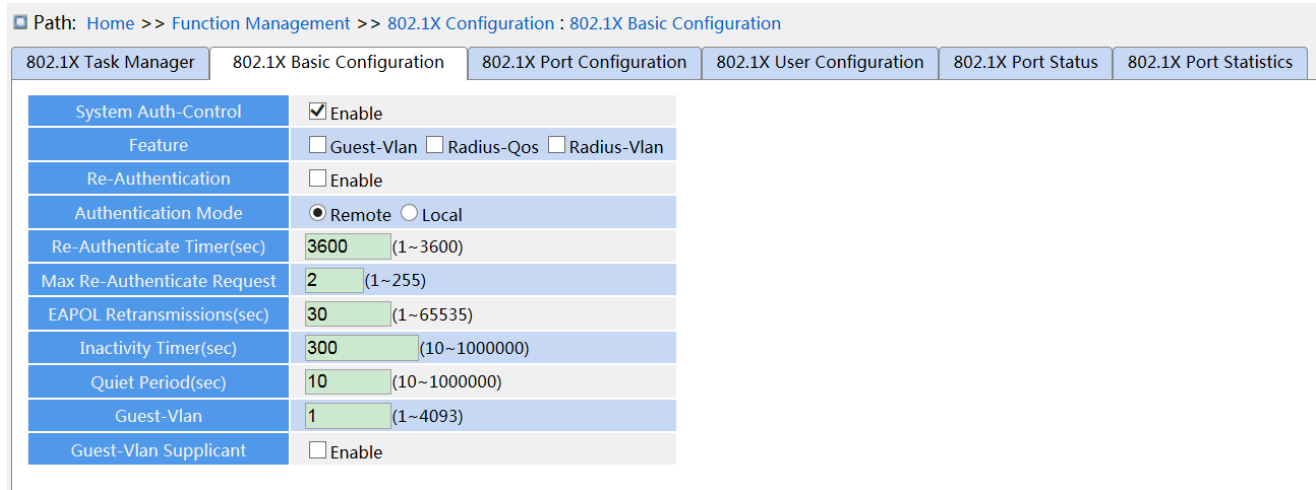 Path: Home >> Function Management >> 802.1X Configuration : 802.1X Basic Configuration
802.1X Task Manager 802.1X Basic Configuration 802.1X Port Configuration 802.1X User Configuration 802.1X Port Status 802.1X Port Statistics
System Auth-Control Enable
Feature Guest-Vlan Radius-Qos Radius-Vlan
Re-Authentication Enable
Authentication Mode Remote Local
Re-Authenticate Timer(sec) 3600 (1~3600)
Max Re-Authenticate Request 2 (1~255)
EAPOL Retransmissions(sec) 30 (1~65535)
Inactivity Timer(sec) 300 (10~1000000)
Quiet Period(sec) 10 (10~1000000)
Guest-Vlan 1 (1~4093)
Guest-Vlan Supplicant Enable